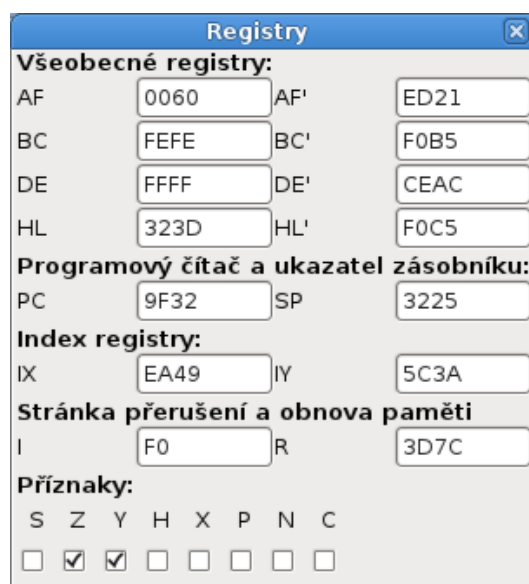 Registry
Všeobecné registry:
AF 0060 AF' ED21
BC FEFE BC' F0B5
DE FFFF DE' CEAC
HL 323D HL' F0C5
Programový čítač a ukazatel zásobníku:
PC 9F32 SP 3225
Index registry:
IX EA49 IY 5C3A
Stránka přerušení a obnova paměti
I F0 R 3D7C
Příznaky:
S Z Y H X P N C